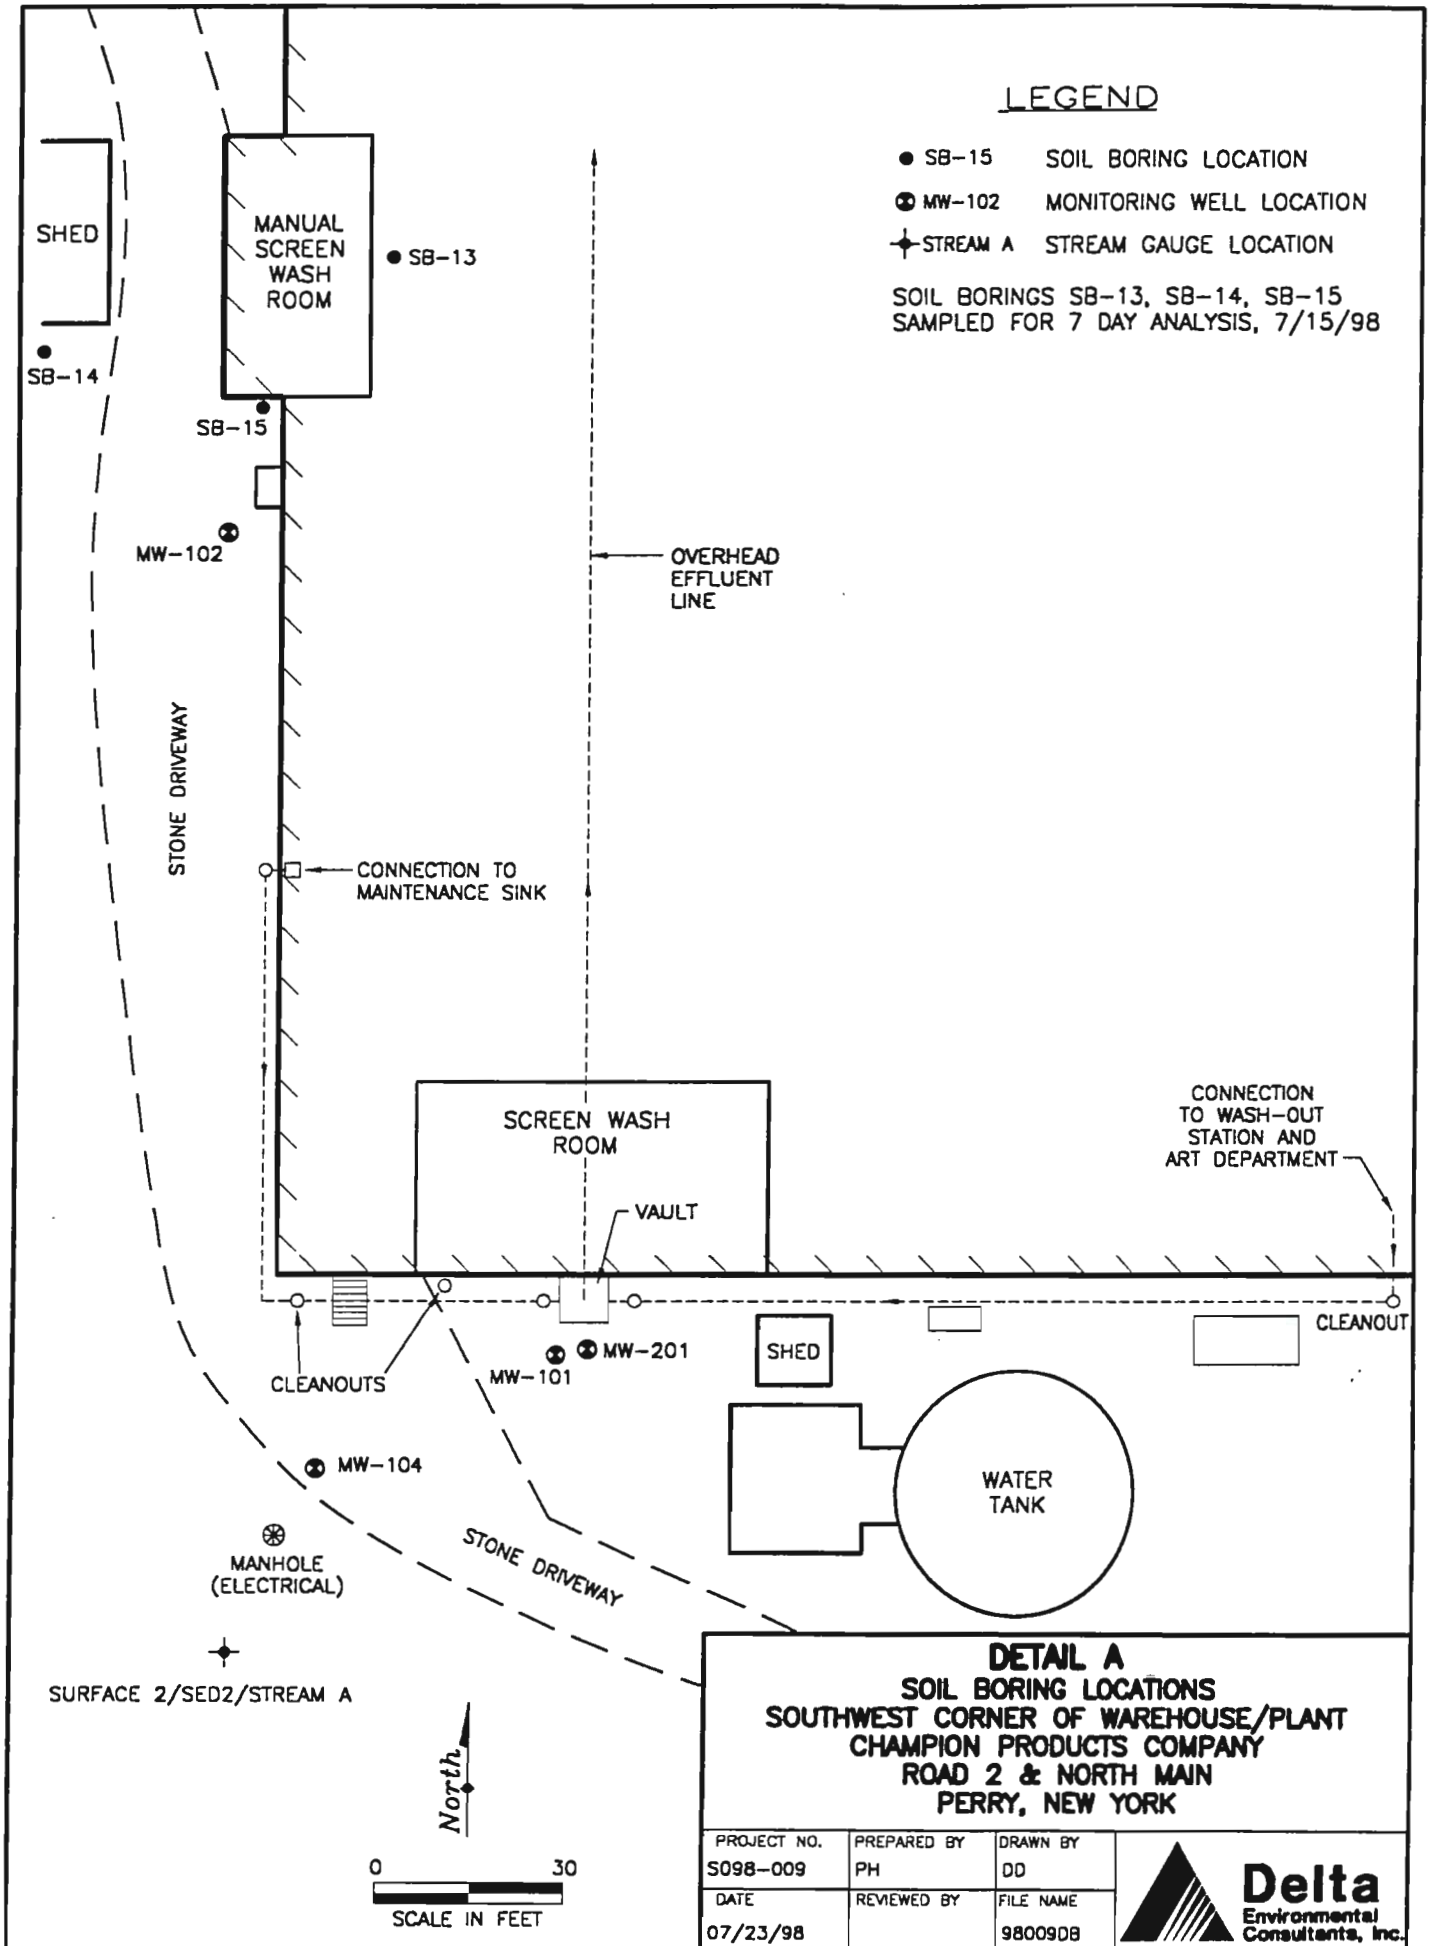 LEGEND
SB-15 SOIL BORING LOCATION
MW-102 MONITORING WELL LOCATION
STREAM A STREAM GAUGE LOCATION
SOIL BORINGS SB-13, SB-14, SB-15
SAMPLED FOR 7 DAY ANALYSIS, 7/15/98
SHED
MANUAL
SCREEN
WASH
ROOM
SB-13
SB-14
SB-15
MW-102
OVERHEAD
EFFLUENT
LINE
STONE DRIVEWAY
CONNECTION TO
MAINTENANCE SINK
SCREEN WASH
ROOM
CONNECTION
TO WASH-OUT
STATION AND
ART DEPARTMENT
VAULT
CLEANOUT
CLEANOUTS
MW-101
MW-201
SHED
MW-104
WATER
TANK
MANHOLE
(ELECTRICAL)
STONE DRIVEWAY
SURFACE 2/SED2/STREAM A
North
0 30
SCALE IN FEET
DETAIL A
SOIL BORING LOCATIONS
SOUTHWEST CORNER OF WAREHOUSE/PLANT
CHAMPION PRODUCTS COMPANY
ROAD 2 & NORTH MAIN
PERRY, NEW YORK
PROJECT NO. PREPARED BY DRAWN BY
S098-009 PH DD
DATE REVIEWED BY FILE NAME
07/23/98 98009DB
Delta
Environmental
Consultants, Inc.